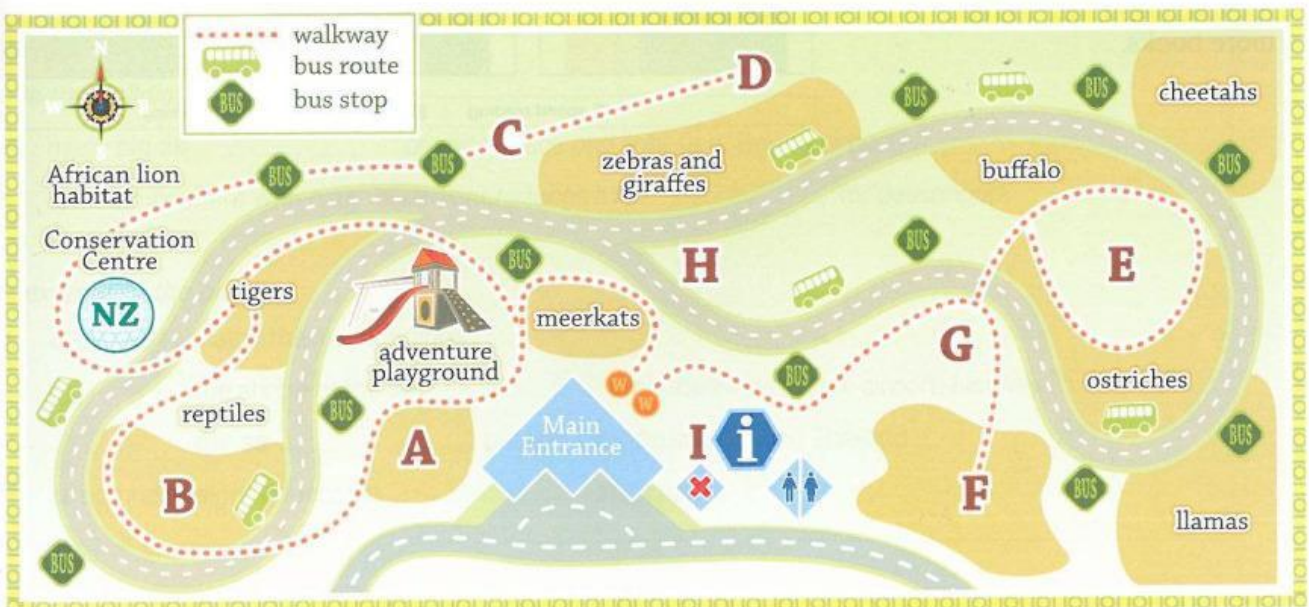 walkway
bus route
BUS
bus stop
N
W
E
S
D
C
BUS
BUS
BUS
BUS
cheetahs
African lion
habitat
zebras and
giraffes
buffalo
BUS
Conservation
Centre
NZ
tigers
BUS
H
BUS
E
meerkats
adventure
playground
G
W
W
BUS
ostriches
reptiles
BUS
A
Main
Entrance
I
i
BUS
B
F
BUS
llamas
BUS